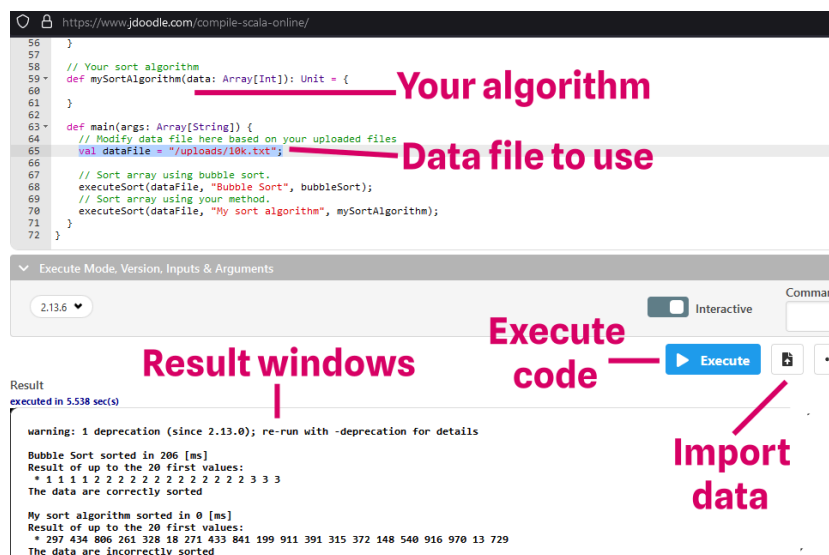 https://www.jdoodle.com/compile-scala-online/
56 }
57
58 // Your sort algorithm
59 def mySortAlgorithm(data: Array[Int]): Unit = {
60
61 }
62
63 def main(args: Array[String]) {
64 // Modify data file here based on your uploaded files
65 val dataFile = "/uploads/10k.txt";
66
67 // Sort array using bubble sort.
68 executeSort(dataFile, "Bubble Sort", bubbleSort);
69 // Sort array using your method.
70 executeSort(dataFile, "My sort algorithm", mySortAlgorithm);
71 }
72 }
Your algorithm
Data file to use
Execute Mode, Version, Inputs & Arguments
2.13.6
Interactive
Comman
Execute
code
Execute
Result windows
Import
data
Result
executed in 5.538 sec(s)
warning: 1 deprecation (since 2.13.0); re-run with -deprecation for details
Bubble Sort sorted in 206 [ms]
Result of up to the 20 first values:
* 1 1 1 1 2 2 2 2 2 2 2 2 2 2 2 2 2 3 3 3
The data are correctly sorted
My sort algorithm sorted in 0 [ms]
Result of up to the 20 first values:
* 297 434 806 261 328 18 271 433 841 199 911 391 315 372 148 540 916 970 13 729
The data are incorrectly sorted